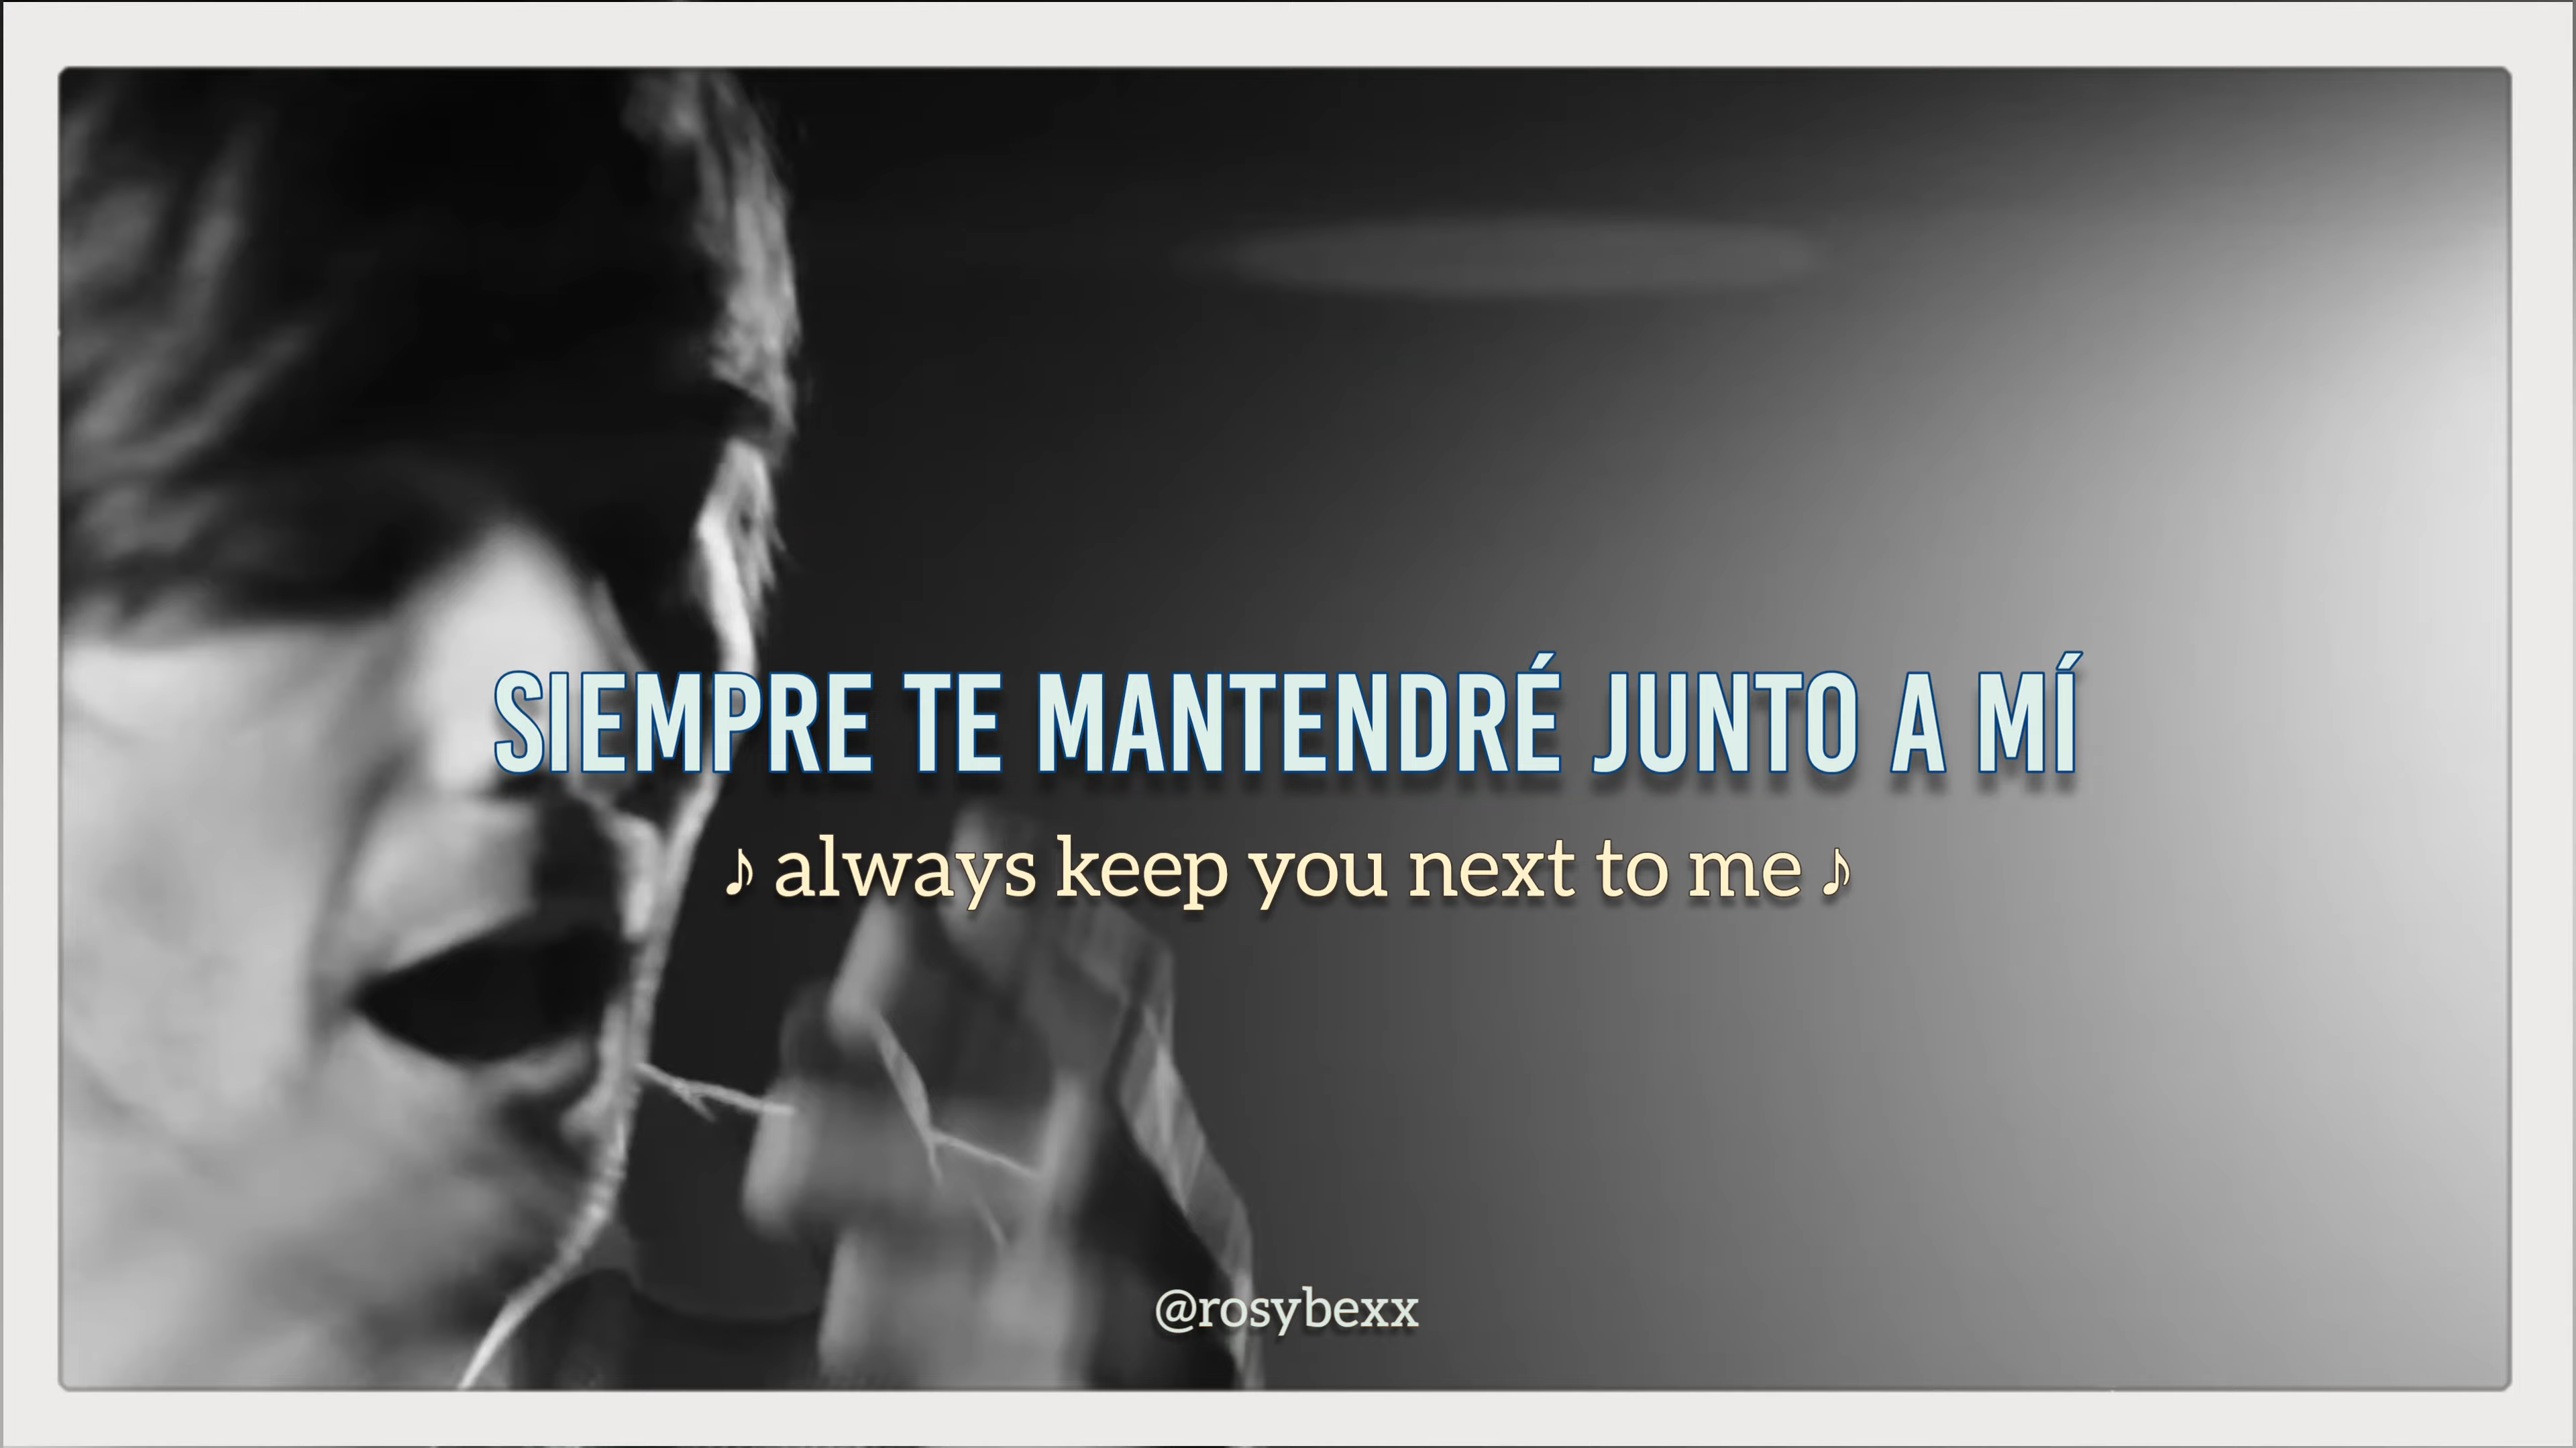 SIEMPRE TE MANTENDRÉ JUNTO A MÍ
♪ always keep you next to me ♪
@rosybexx